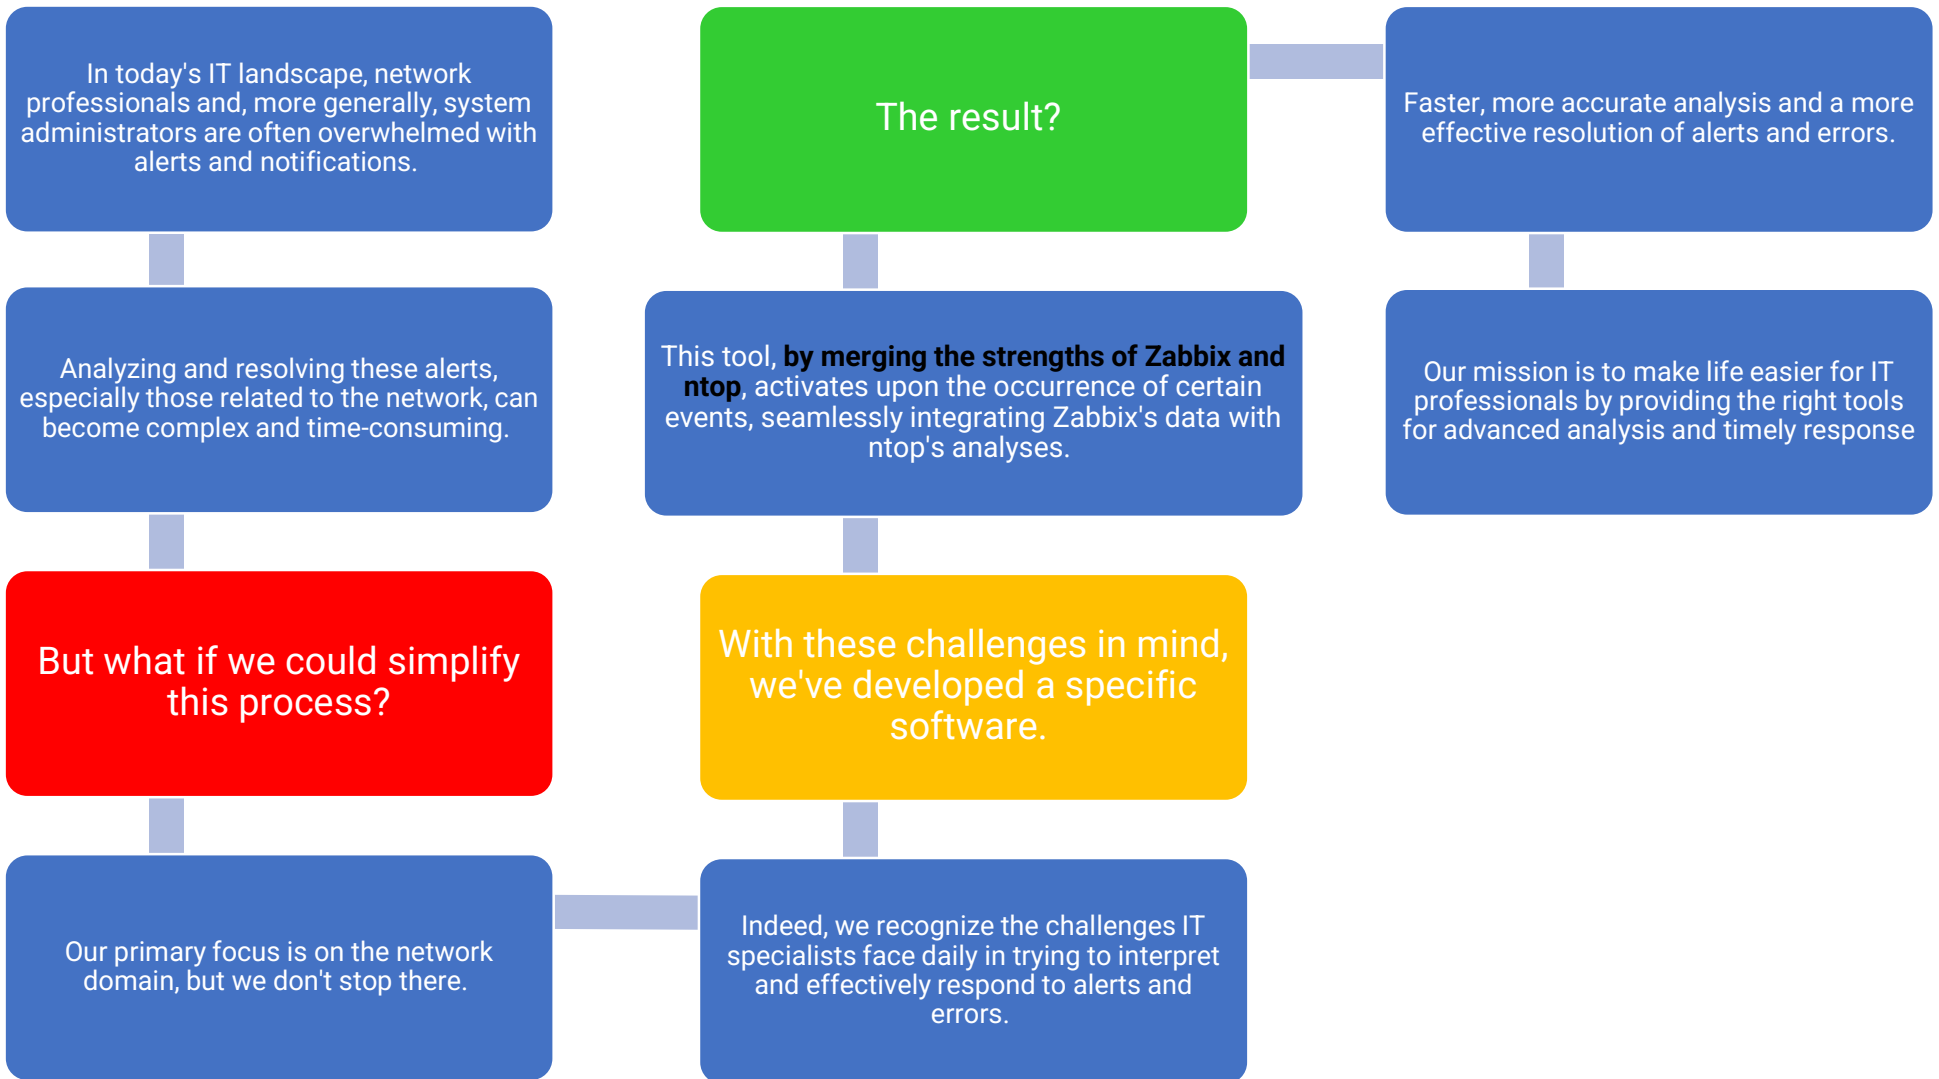 In today's IT landscape, network
professionals and, more generally, system
administrators are often overwhelmed with
alerts and notifications.
Analyzing and resolving these alerts,
especially those related to the network, can
become complex and time-consuming.
But what if we could simplify
this process?
Our primary focus is on the network
domain, but we don't stop there.
Indeed, we recognize the challenges IT
specialists face daily in trying to interpret
and effectively respond to alerts and
errors.
With these challenges in mind,
we've developed a specific
software.
This tool, by merging the strengths of Zabbix and
ntop, activates upon the occurrence of certain
events, seamlessly integrating Zabbix's data with
ntop's analyses.
The result?
Faster, more accurate analysis and a more
effective resolution of alerts and errors.
Our mission is to make life easier for IT
professionals by providing the right tools
for advanced analysis and timely response